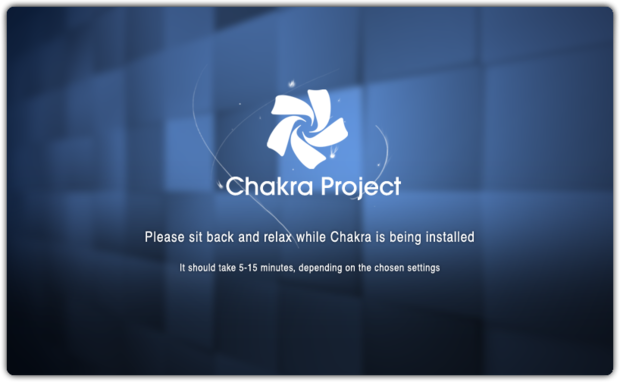 Chakra Project
Please sit back and relax while Chakra is being installed
It should take 5-15 minutes, depending on the chosen settings